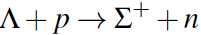 Λ + p → Σ⁺ + n